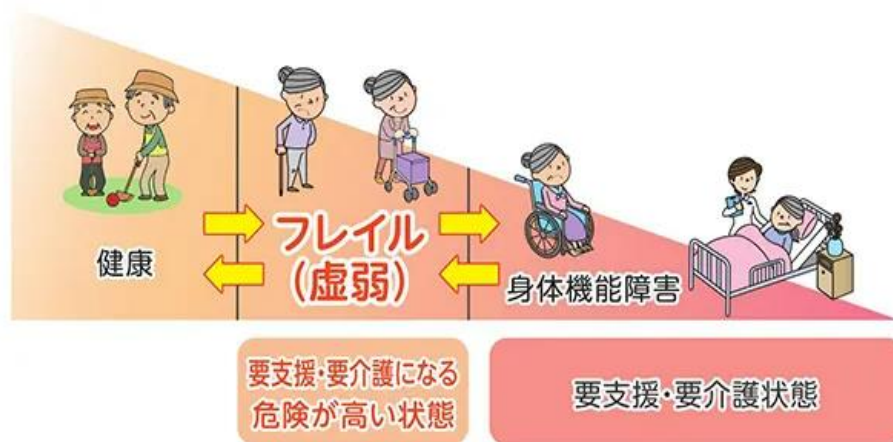 健康
フレイル
（虚弱）
身体機能障害
要支援・要介護になる
危険が高い状態
要支援・要介護状態